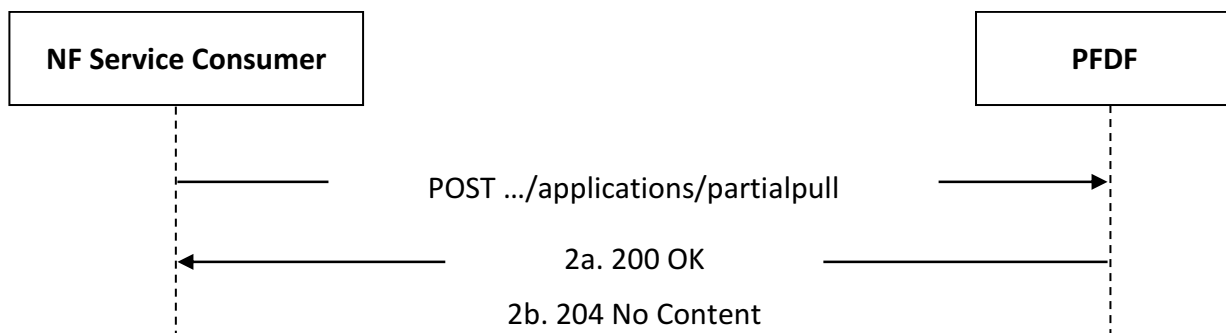 NF Service Consumer
PFDF
POST …/applications/partialpull
2a. 200 OK
2b. 204 No Content